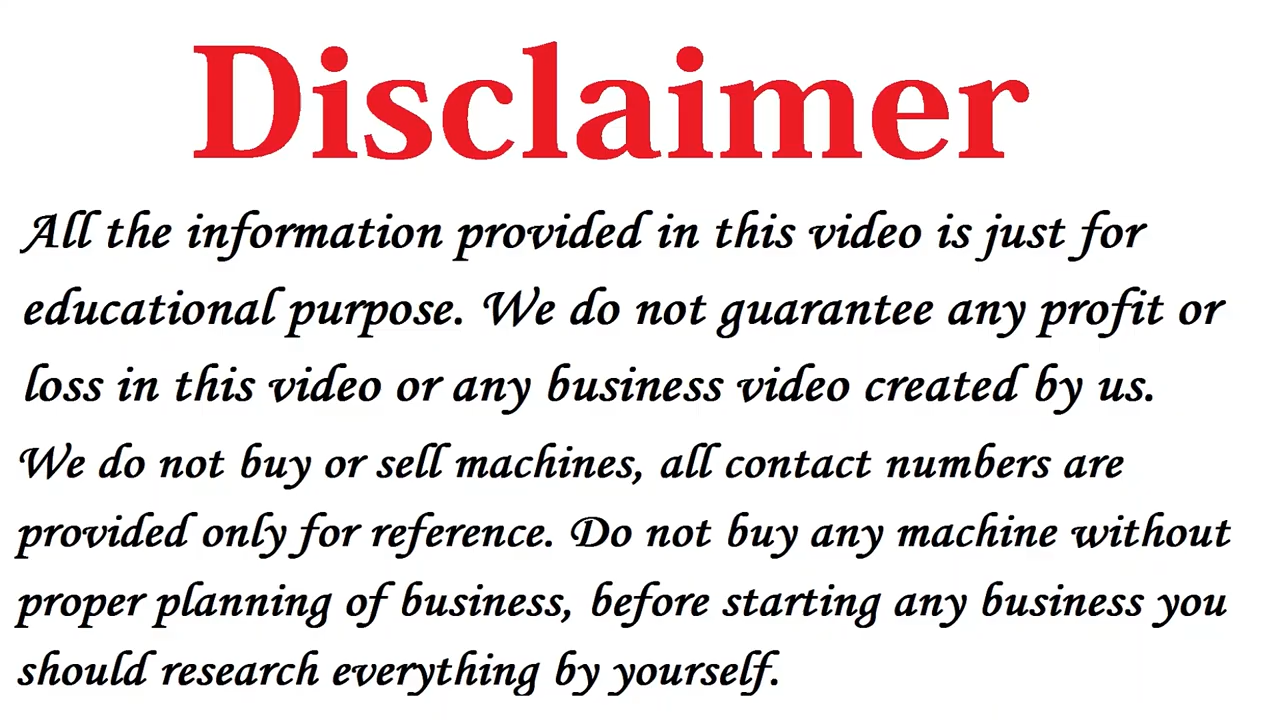 Disclaimer
All the information provided in this video is just for
educational purpose. We do not guarantee any profit or
loss in this video or any business video created by us.
We do not buy or sell machines, all contact numbers are
provided only for reference. Do not buy any machine without
proper planning of business, before starting any business you
should research everything by yourself.